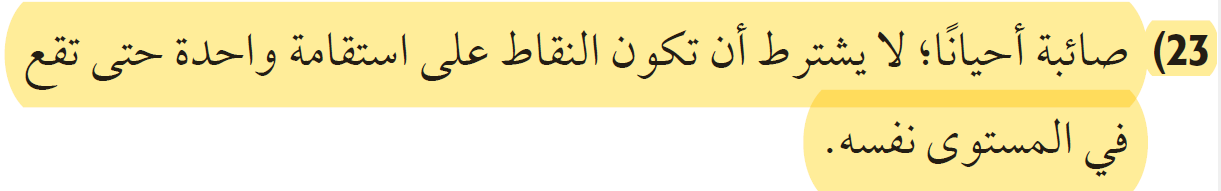 23) صائبة أحيانًا؛ لا يشترط أن تكون النقاط على استقامة واحدة حتى تقع
في المستوى نفسه.